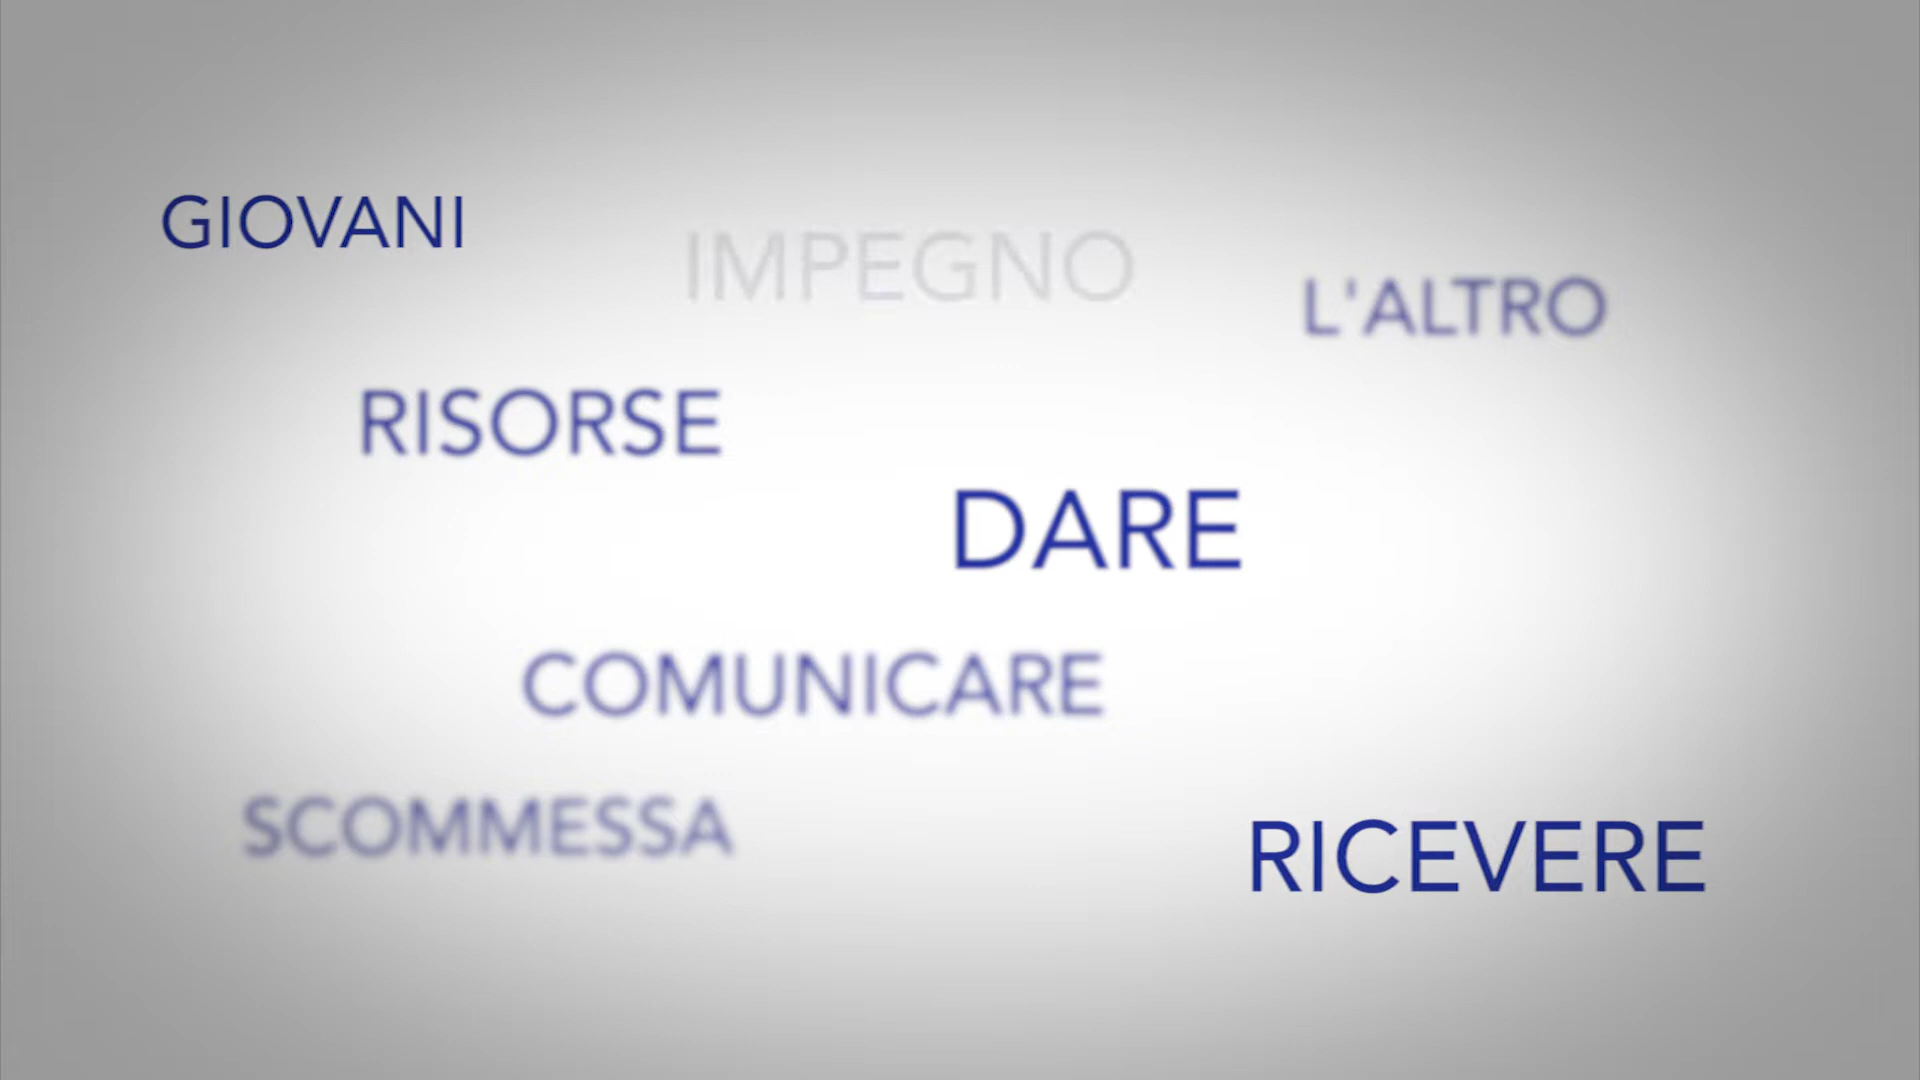 GIOVANI
IMPEGNO
L'ALTRO
RISORSE
DARE
COMUNICARE
SCOMMESSA
RICEVERE